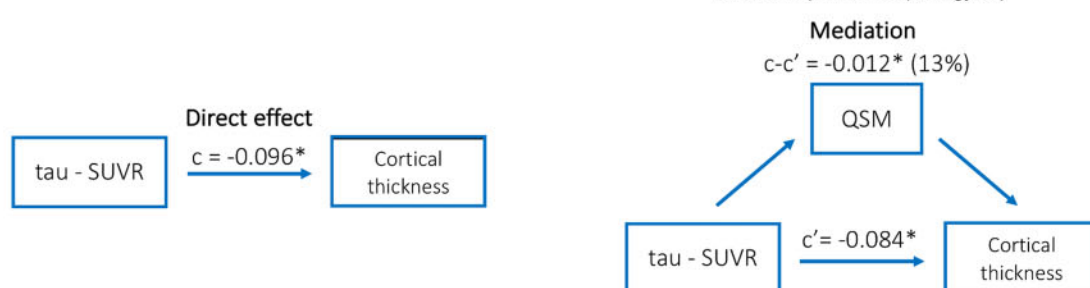 Direct effect
c = -0.096*
tau - SUVR
Cortical
thickness
Mediation
c-c' = -0.012* (13%)
QSM
c'= -0.084*
tau - SUVR
Cortical
thickness